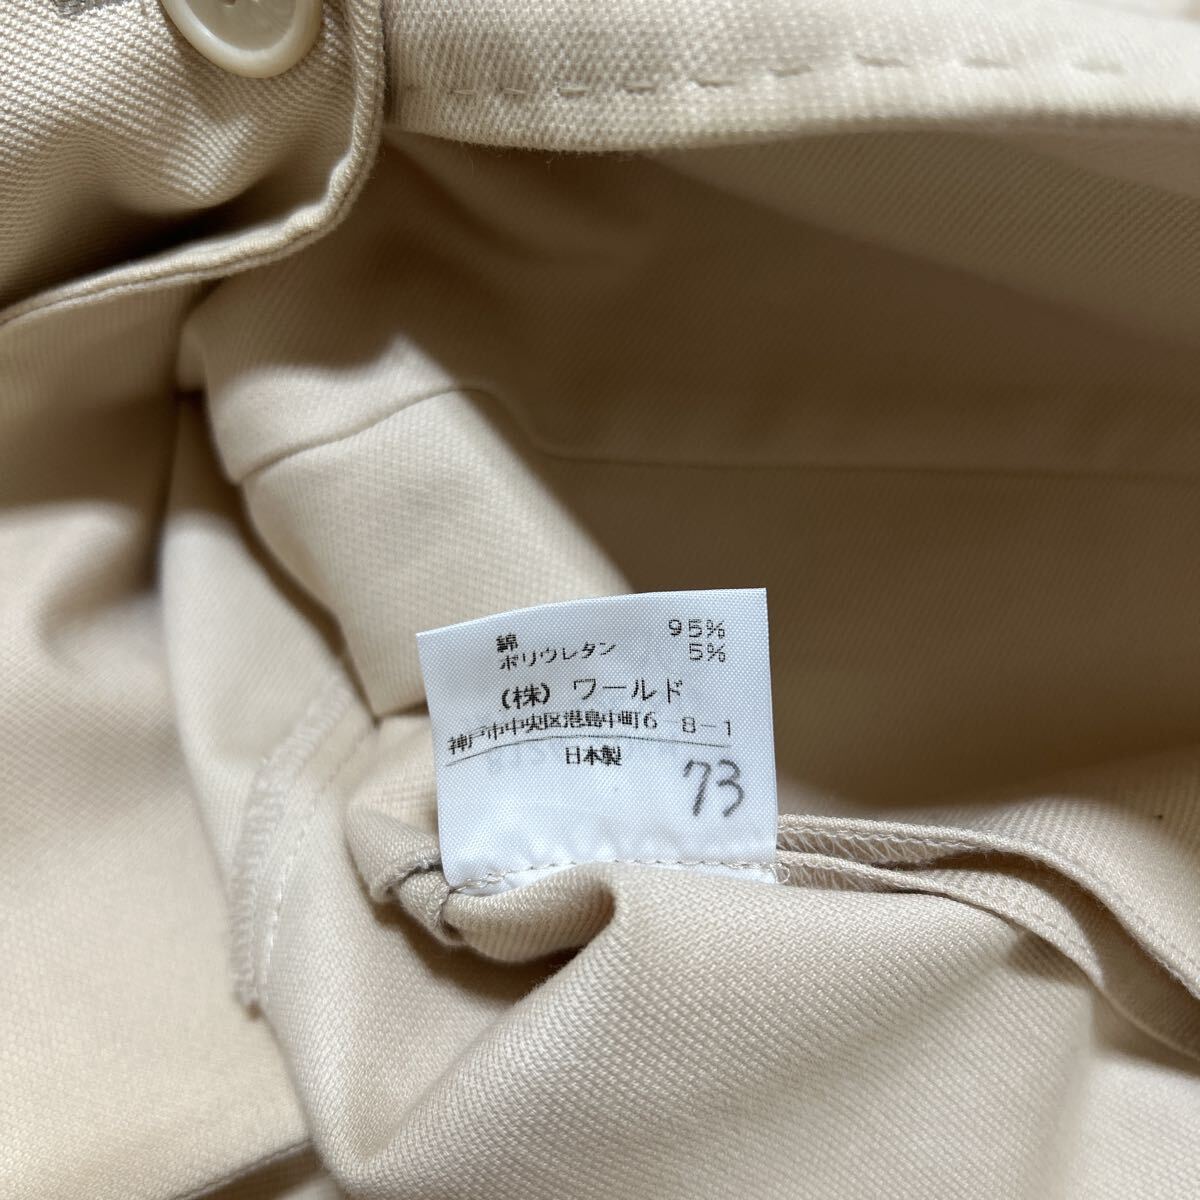 綿 95%
ポリウレタン 5%
(株) ワールド
神戸市中央区港島中町6 8-1
日本製
73